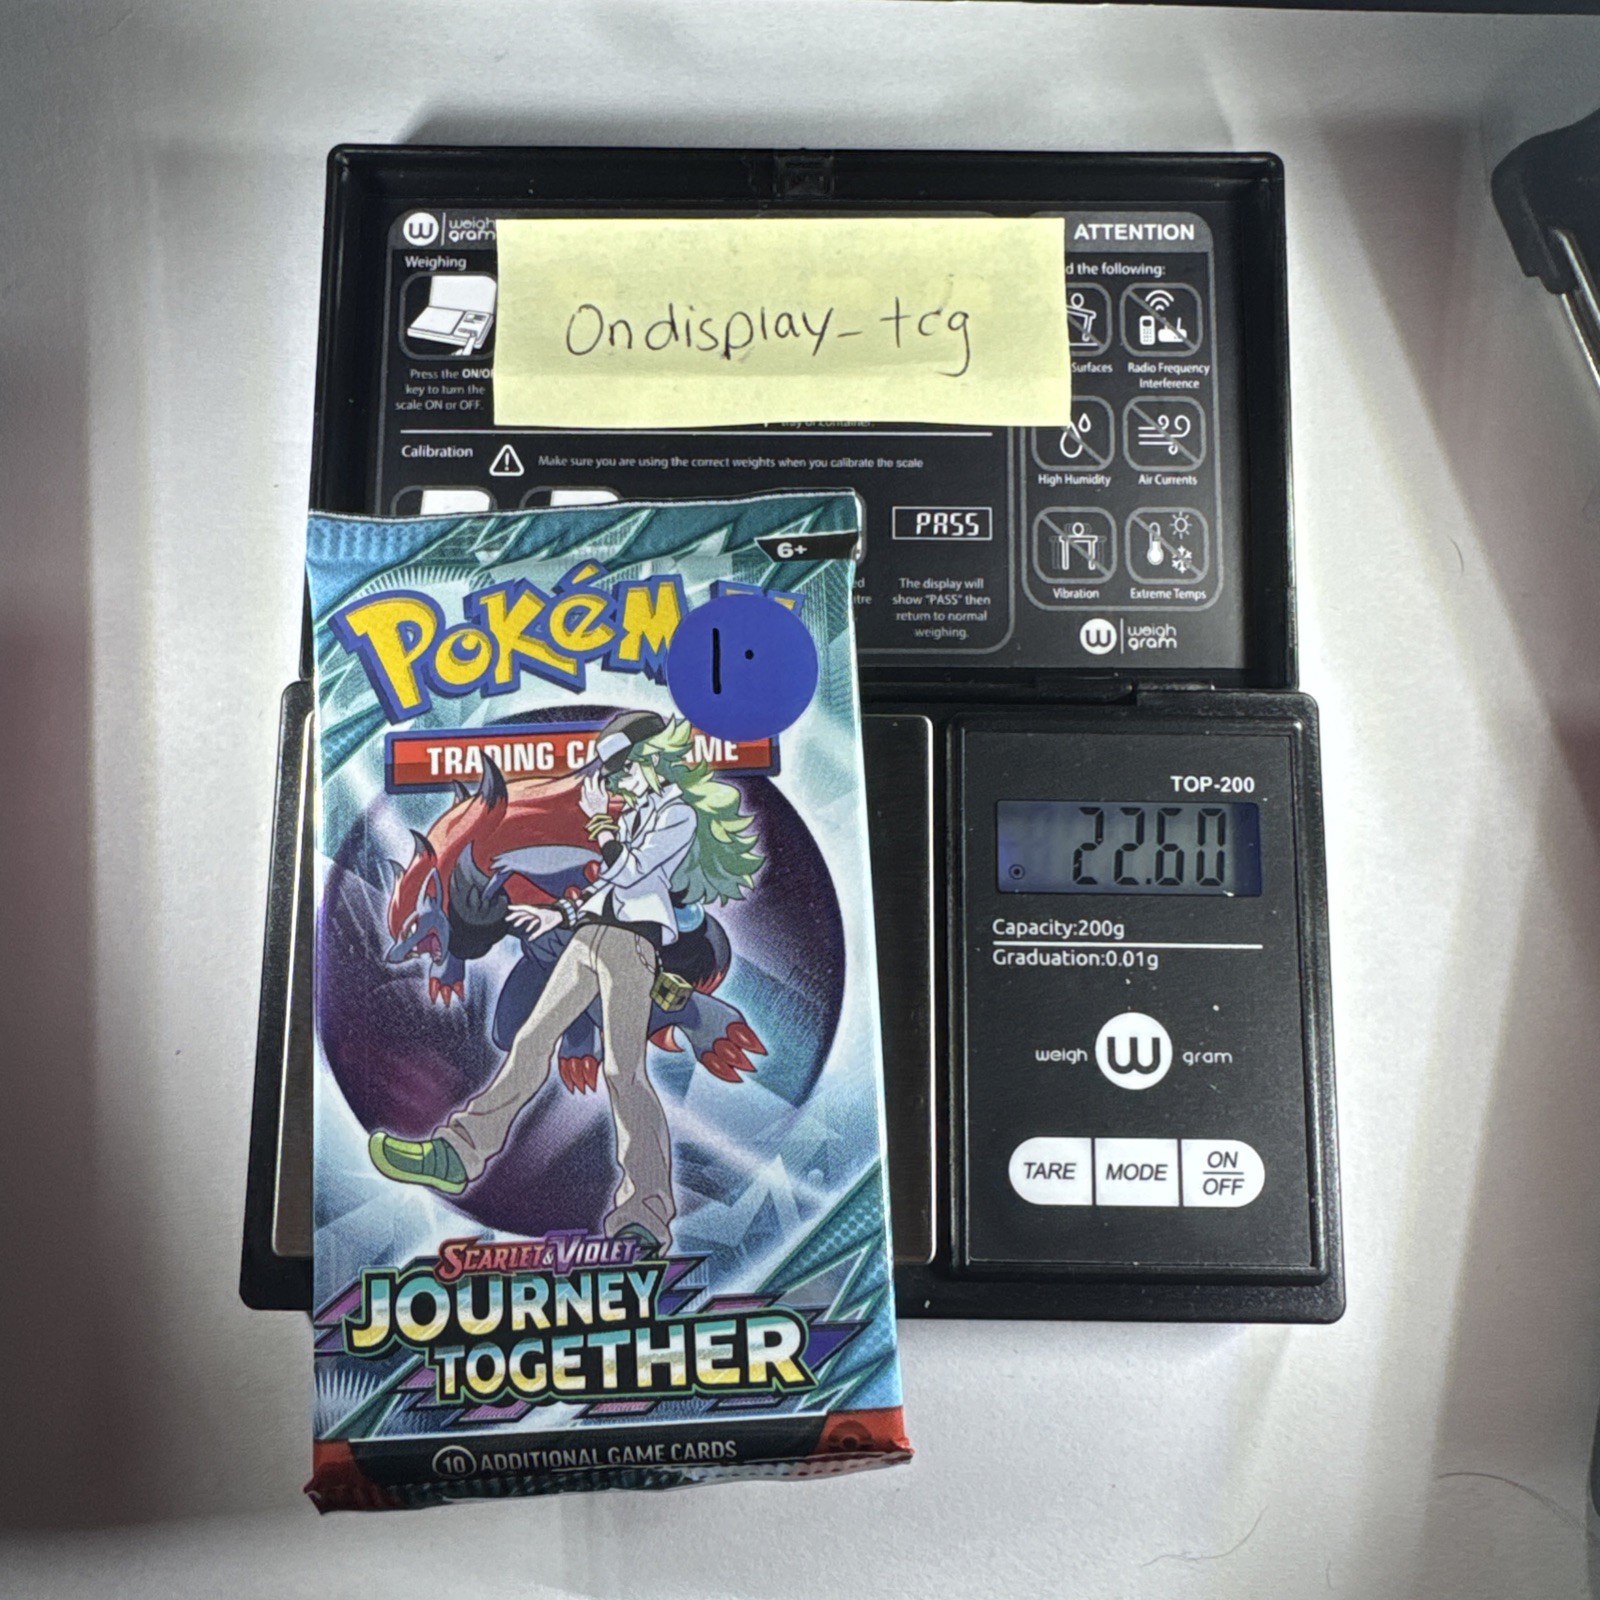 weigh
gram
ATTENTION
Weighing
d the following:
Ondisplay_tcg
Press the ON/O
key to turn the
scale ON or OFF.
Surfaces
Radio Frequency
Interference
Calibration
Make sure you are using the correct weights when you calibrate the scale
High Humidity
Air Currents
PASS
The display will
show "PASS" then
return to normal
weighing.
Vibration
Extreme Temps
weigh
gram
6+
POKéM
1.
TRADING CA AME
TOP-200
22.60
Capacity:200g
Graduation:0.01g
weigh W gram
TARE
MODE
ON
OFF
SCARLET & VIOLET
JOURNEY
TOGETHER
10 ADDITIONAL GAME CARDS